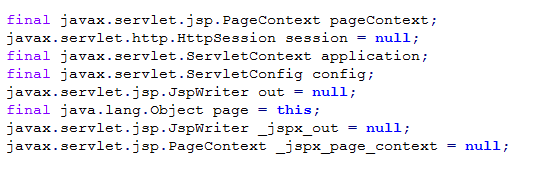 final javax.servlet.jsp.PageContext pageContext;
javax.servlet.http.HttpSession session = null;
final javax.servlet.ServletContext application;
final javax.servlet.ServletConfig config;
javax.servlet.jsp.JspWriter out = null;
final java.lang.Object page = this;
javax.servlet.jsp.JspWriter _jspx_out = null;
javax.servlet.jsp.PageContext _jspx_page_context = null;